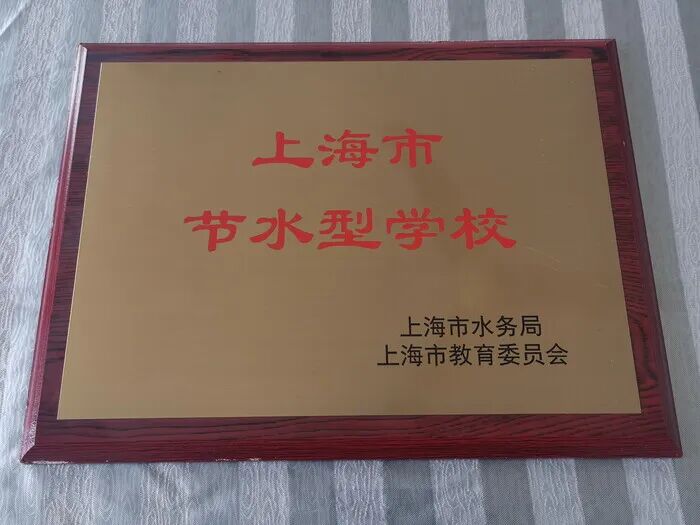 上海市
节水型学校
上海市水务局
上海市教育委员会